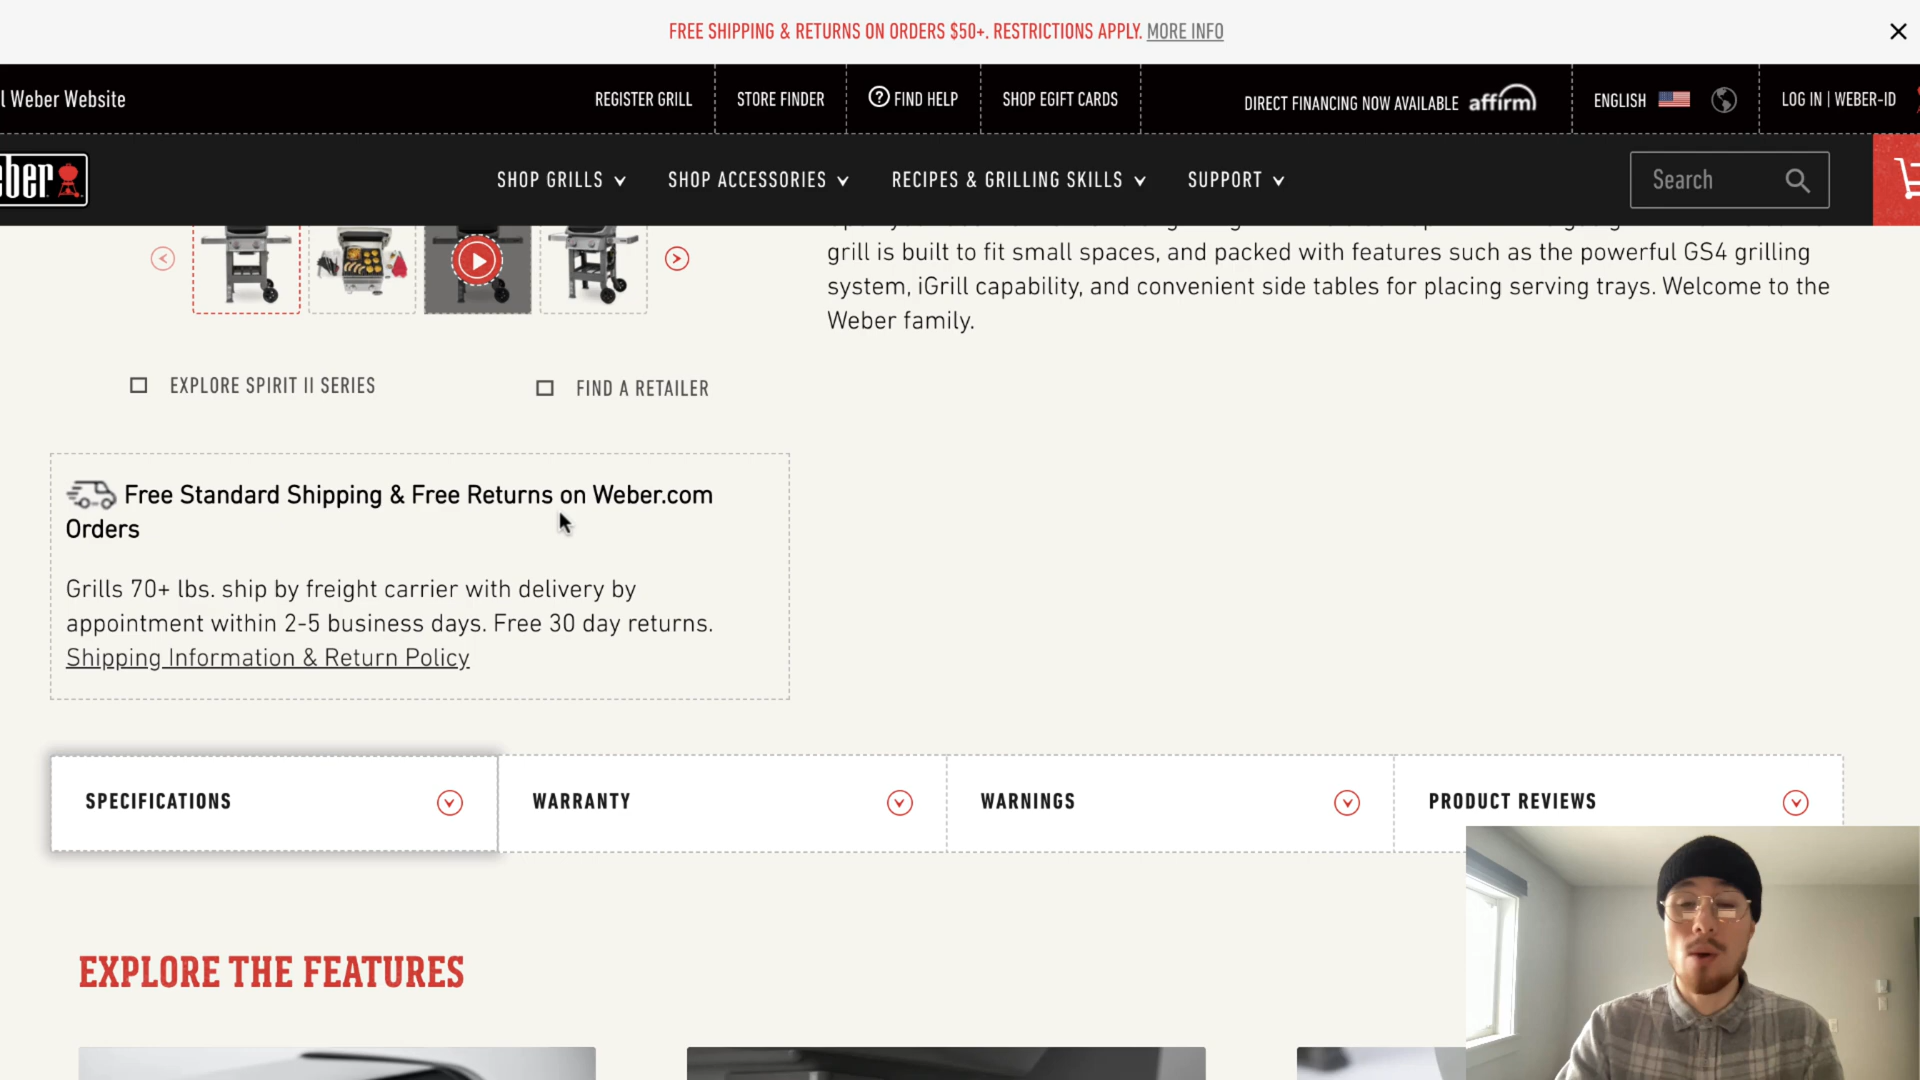 FREE SHIPPING & RETURNS ON ORDERS $50+. RESTRICTIONS APPLY. MORE INFO
l Weber Website
REGISTER GRILL
STORE FINDER
? FIND HELP
SHOP EGIFT CARDS
DIRECT FINANCING NOW AVAILABLE affirm
ENGLISH
LOG IN | WEBER-ID
eber
SHOP GRILLS
SHOP ACCESSORIES
RECIPES & GRILLING SKILLS
SUPPORT
Search
grill is built to fit small spaces, and packed with features such as the powerful GS4 grilling
system, iGrill capability, and convenient side tables for placing serving trays. Welcome to the
Weber family.
EXPLORE SPIRIT II SERIES
FIND A RETAILER
Free Standard Shipping & Free Returns on Weber.com
Orders
Grills 70+ lbs. ship by freight carrier with delivery by
appointment within 2-5 business days. Free 30 day returns.
Shipping Information & Return Policy
SPECIFICATIONS
WARRANTY
WARNINGS
PRODUCT REVIEWS
EXPLORE THE FEATURES